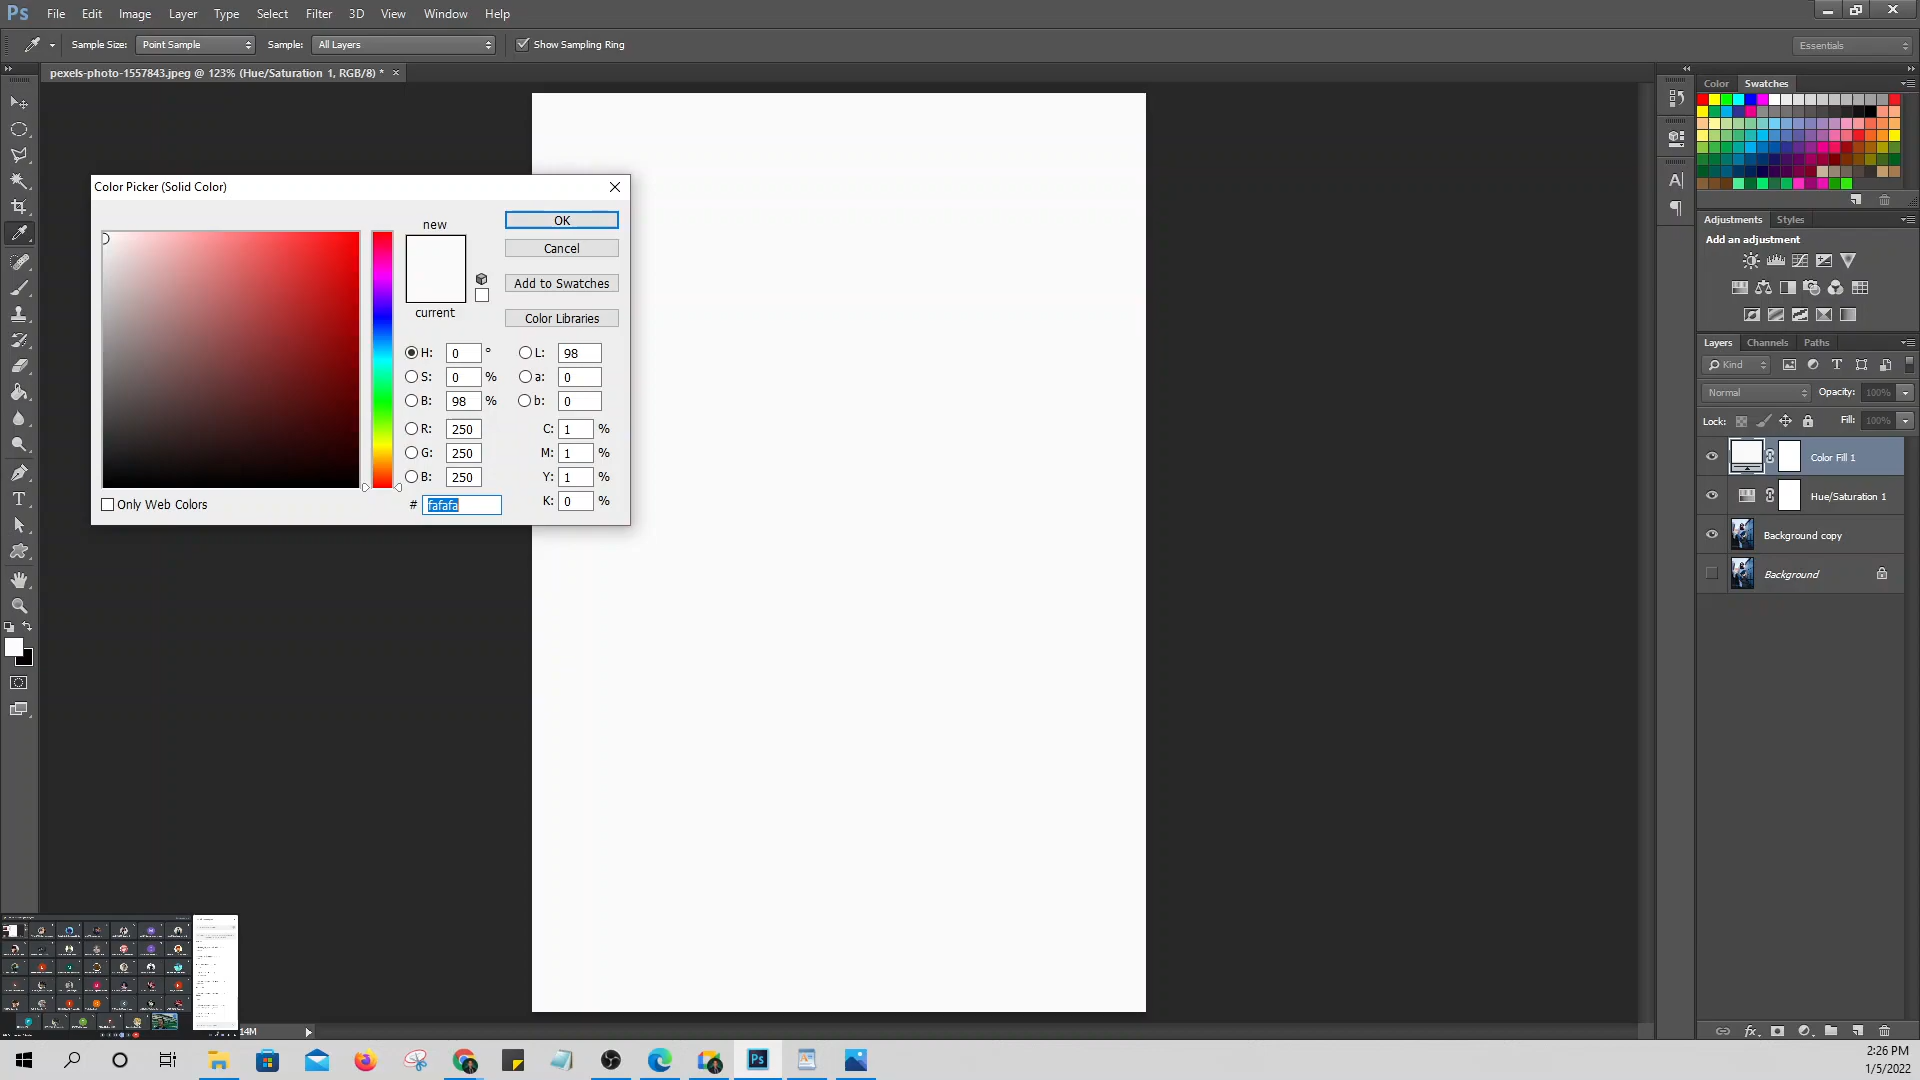 Ps File Edit Image Layer Type Select Filter 3D View Window Help
Sample Size: Point Sample Sample: All Layers Show Sampling Ring Essentials
pexels-photo-1557843.jpeg @ 123% (Hue/Saturation 1, RGB/8) * ×
Color Swatches
Color Picker (Solid Color)
new
OK
Cancel
Add to Swatches
current
Color Libraries
H: 0 ° L: 98
S: 0 % a: 0
B: 98 % b: 0
R: 250 C: 1 %
G: 250 M: 1 %
B: 250 Y: 1 %
# fafafa K: 0 %
Only Web Colors
Adjustments Styles
Add an adjustment
Layers Channels Paths
Kind
Normal Opacity: 100%
Lock: Fill: 100%
Color Fill 1
Hue/Saturation 1
Background copy
Background
14M
2:26 PM
1/5/2022